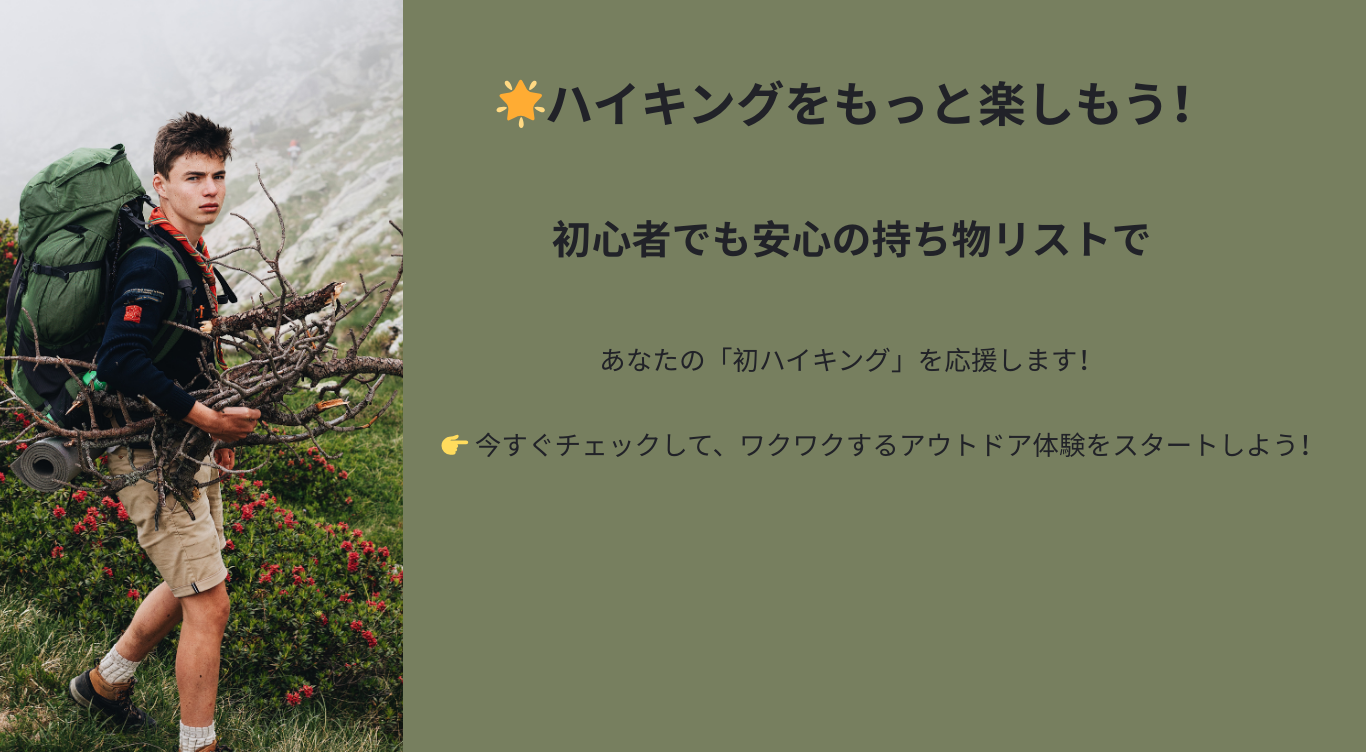 🌟ハイキングをもっと楽しもう！
初心者でも安心の持ち物リストで
あなたの「初ハイキング」を応援します！
👉 今すぐチェックして、ワクワクするアウトドア体験をスタートしよう！